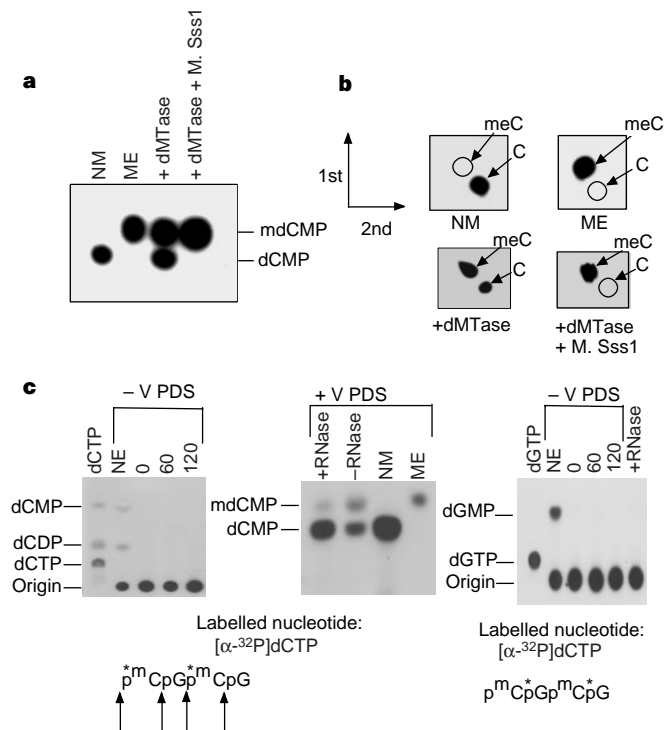 a
NM
ME
+ dMTase
+ dMTase + M. Sss1
mdCMP
dCMP
b
1st
2nd
meC
C
NM
meC
C
ME
meC
C
+dMTase
meC
C
+dMTase
+ M. Sss1
c
– V PDS
dCTP
NE
0
60
120
dCMP
dCDP
dCTP
Origin
+ V PDS
+RNase
–RNase
NM
ME
mdCMP
dCMP
– V PDS
dGTP
NE
0
60
120
+RNase
dGMP
dGTP
Origin
Labelled nucleotide:
[α-³²P]dCTP
p*ᵐCpGp*ᵐCpG
Labelled nucleotide:
[α-³²P]dCTP
pᵐCp*GpᵐCp*G